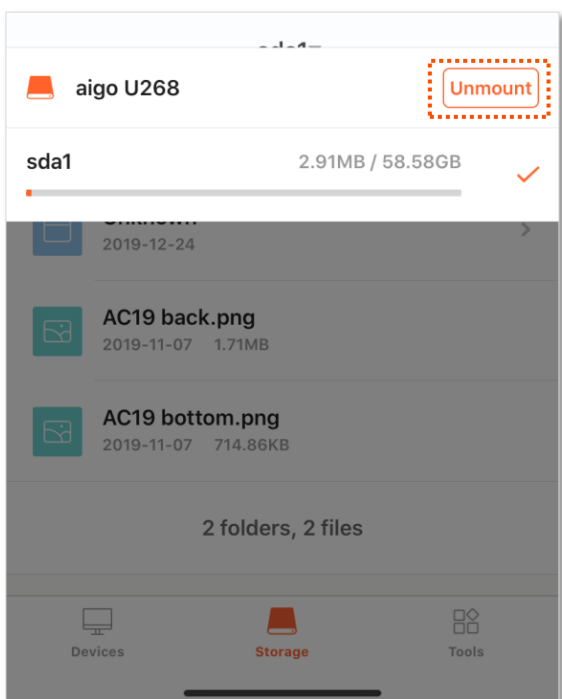 aigo U268
Unmount
sda1
2.91MB / 58.58GB
2019-12-24
AC19 back.png
2019-11-07 1.71MB
AC19 bottom.png
2019-11-07 714.86KB
2 folders, 2 files
Devices
Storage
Tools